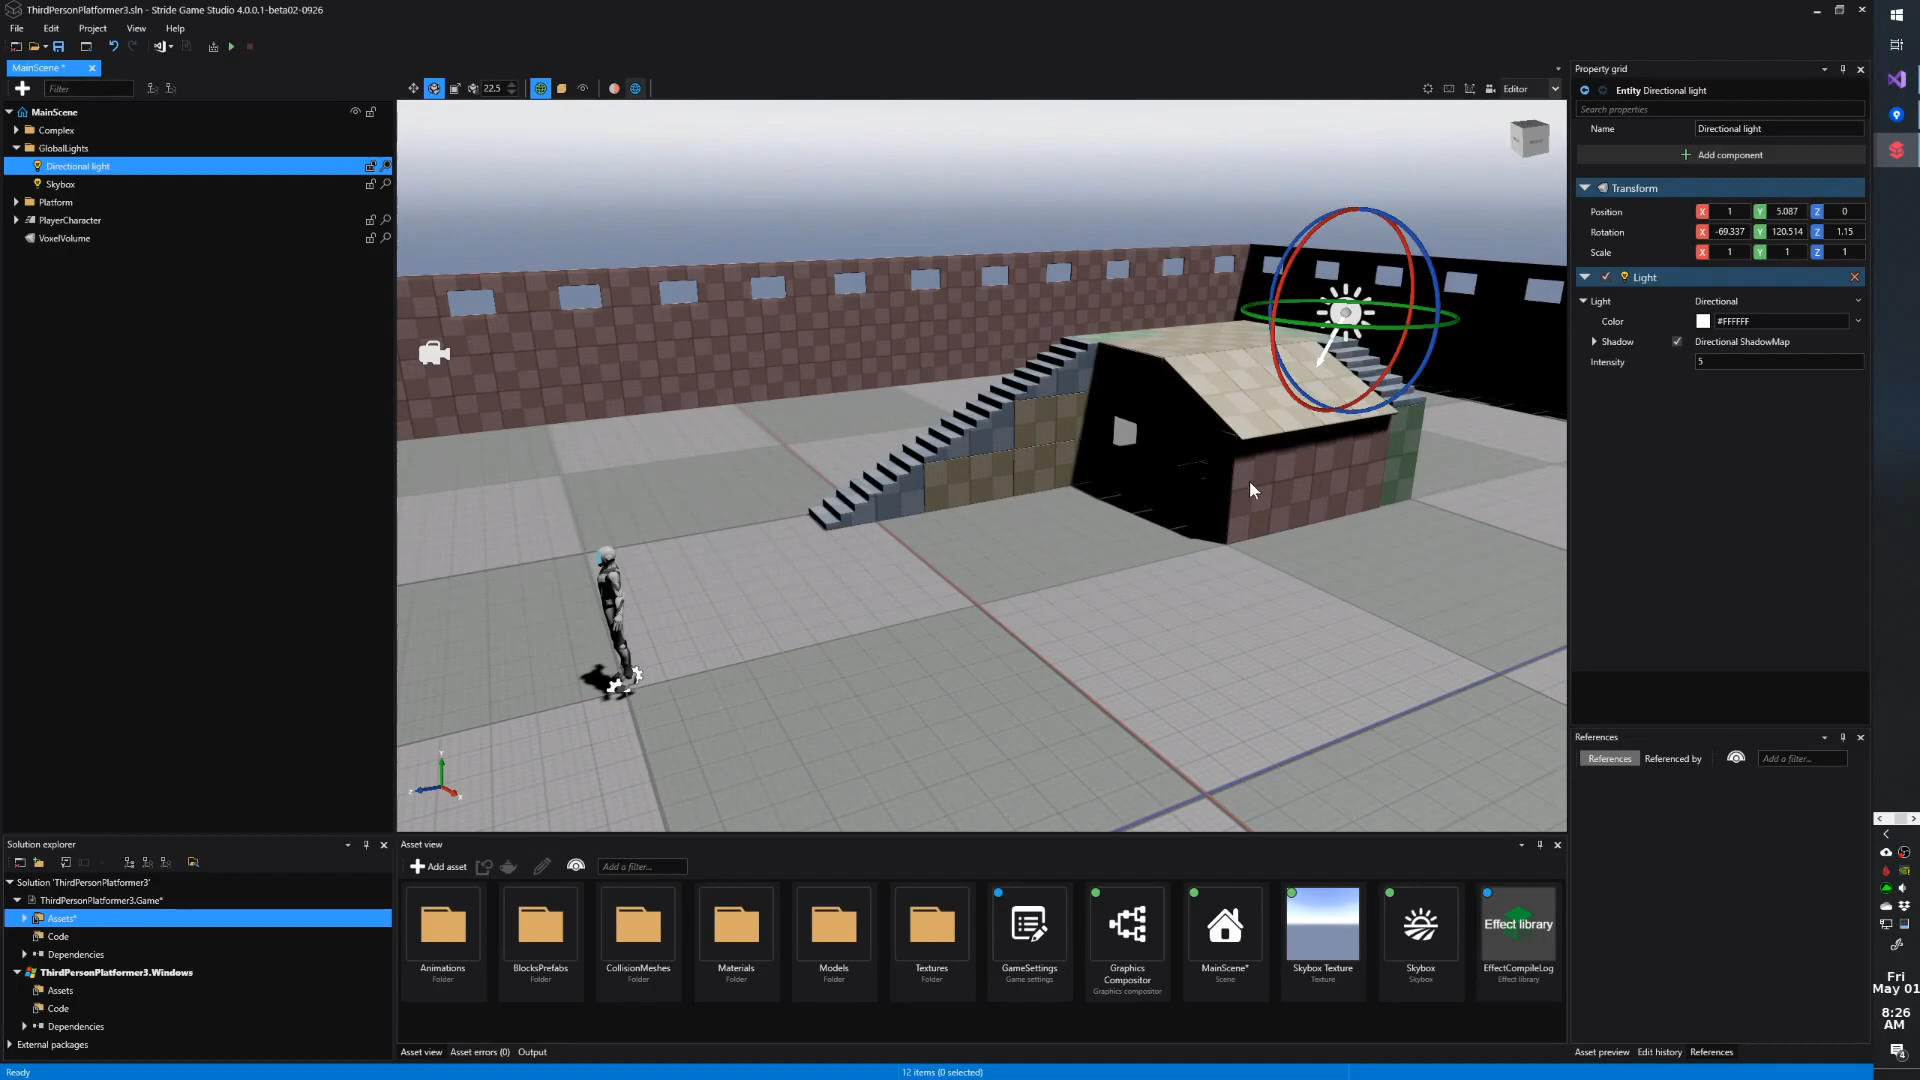 ThirdPersonPlatformer3.sln - Stride Game Studio 4.0.0.1-beta02-0926
File Edit Project View Help
MainScene *
Filter
22.5
Editor
MainScene
Complex
GlobalLights
Directional light
Skybox
Platform
PlayerCharacter
VoxelVolume
Property grid
Entity Directional light
Search properties
Name Directional light
Add component
Transform
Position X 1 Y 5.087 Z 0
Rotation X -69.337 Y 120.514 Z 1.15
Scale X 1 Y 1 Z 1
Light
Light Directional
Color #FFFFFF
Shadow Directional ShadowMap
Intensity 5
References
References Referenced by Add a filter...
Asset preview Edit history References
Solution explorer
Solution 'ThirdPersonPlatformer3'
ThirdPersonPlatformer3.Game*
Assets*
Code
Dependencies
ThirdPersonPlatformer3.Windows
Assets
Code
Dependencies
External packages
Asset view
Add asset Add a filter...
Animations
Folder
BlocksPrefabs
Folder
CollisionMeshes
Folder
Materials
Folder
Models
Folder
Textures
Folder
GameSettings
Game settings
Graphics
Compositor
Graphics compositor
MainScene*
Scene
Skybox Texture
Texture
Skybox
Skybox
Effect library
EffectCompileLog
Effect library
Asset view Asset errors (0) Output
Ready
12 items (0 selected)
Fri
May 01
8:26
AM
4